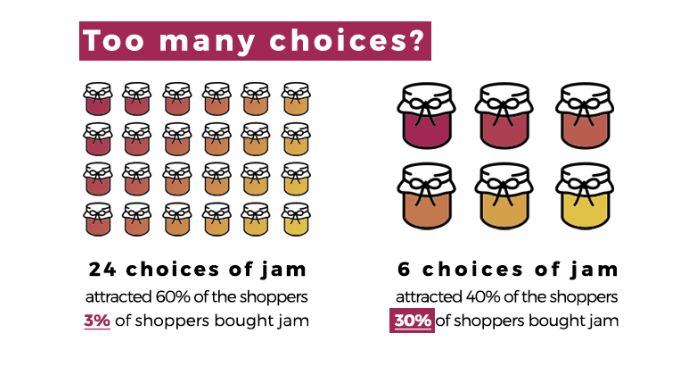 Too many choices?
24 choices of jam
attracted 60% of the shoppers
3% of shoppers bought jam
6 choices of jam
attracted 40% of the shoppers
30% of shoppers bought jam